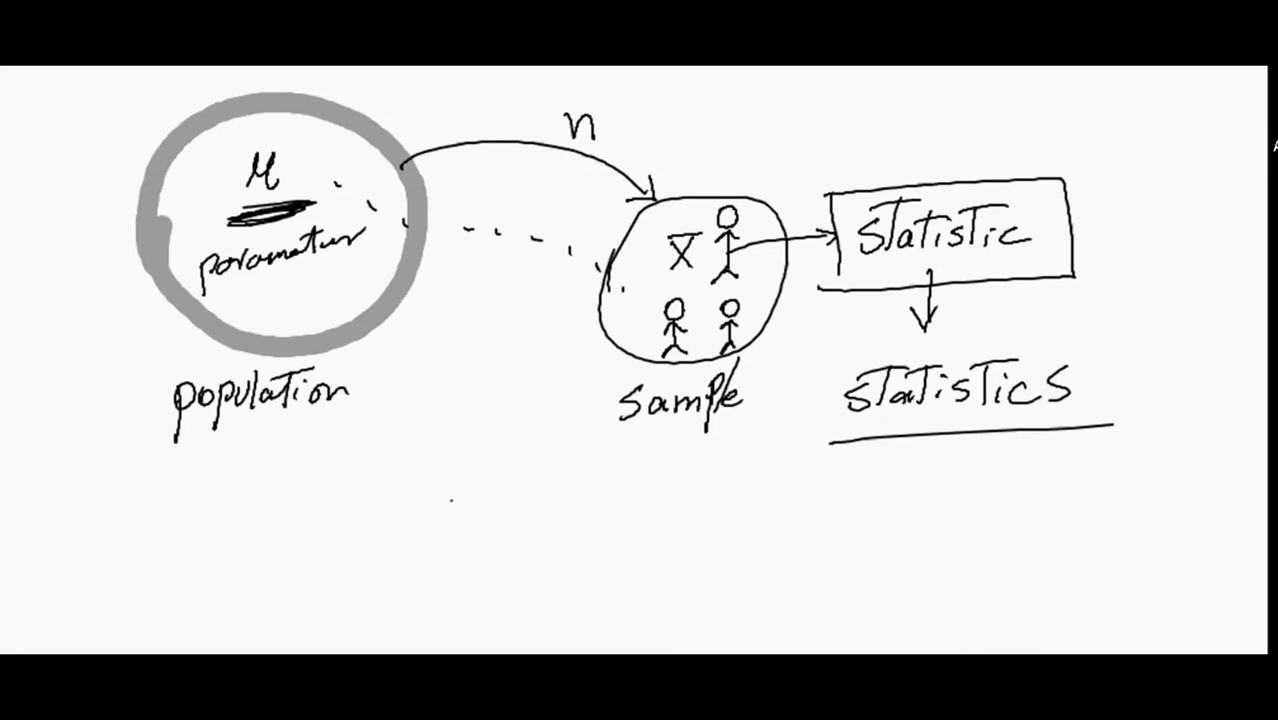 μ
parameter
population
n
x̄
sample
statistic
statistics